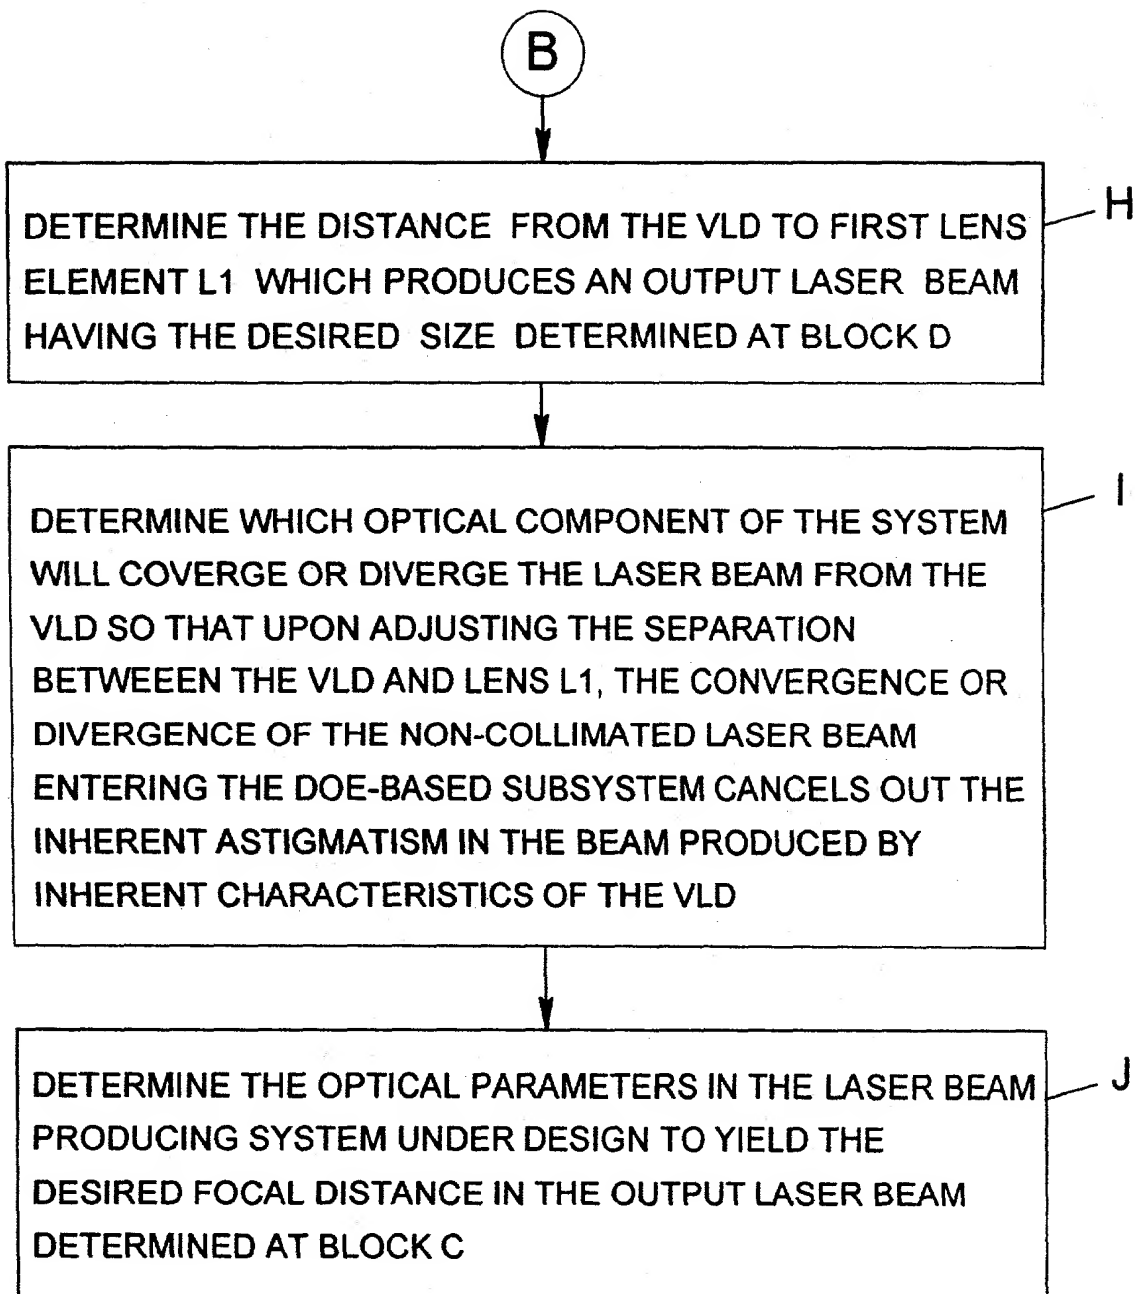 B
DETERMINE THE DISTANCE FROM THE VLD TO FIRST LENS
ELEMENT L1 WHICH PRODUCES AN OUTPUT LASER BEAM
HAVING THE DESIRED SIZE DETERMINED AT BLOCK D
H
DETERMINE WHICH OPTICAL COMPONENT OF THE SYSTEM
WILL COVERGE OR DIVERGE THE LASER BEAM FROM THE
VLD SO THAT UPON ADJUSTING THE SEPARATION
BETWEEEN THE VLD AND LENS L1, THE CONVERGENCE OR
DIVERGENCE OF THE NON-COLLIMATED LASER BEAM
ENTERING THE DOE-BASED SUBSYSTEM CANCELS OUT THE
INHERENT ASTIGMATISM IN THE BEAM PRODUCED BY
INHERENT CHARACTERISTICS OF THE VLD
I
DETERMINE THE OPTICAL PARAMETERS IN THE LASER BEAM
PRODUCING SYSTEM UNDER DESIGN TO YIELD THE
DESIRED FOCAL DISTANCE IN THE OUTPUT LASER BEAM
DETERMINED AT BLOCK C
J